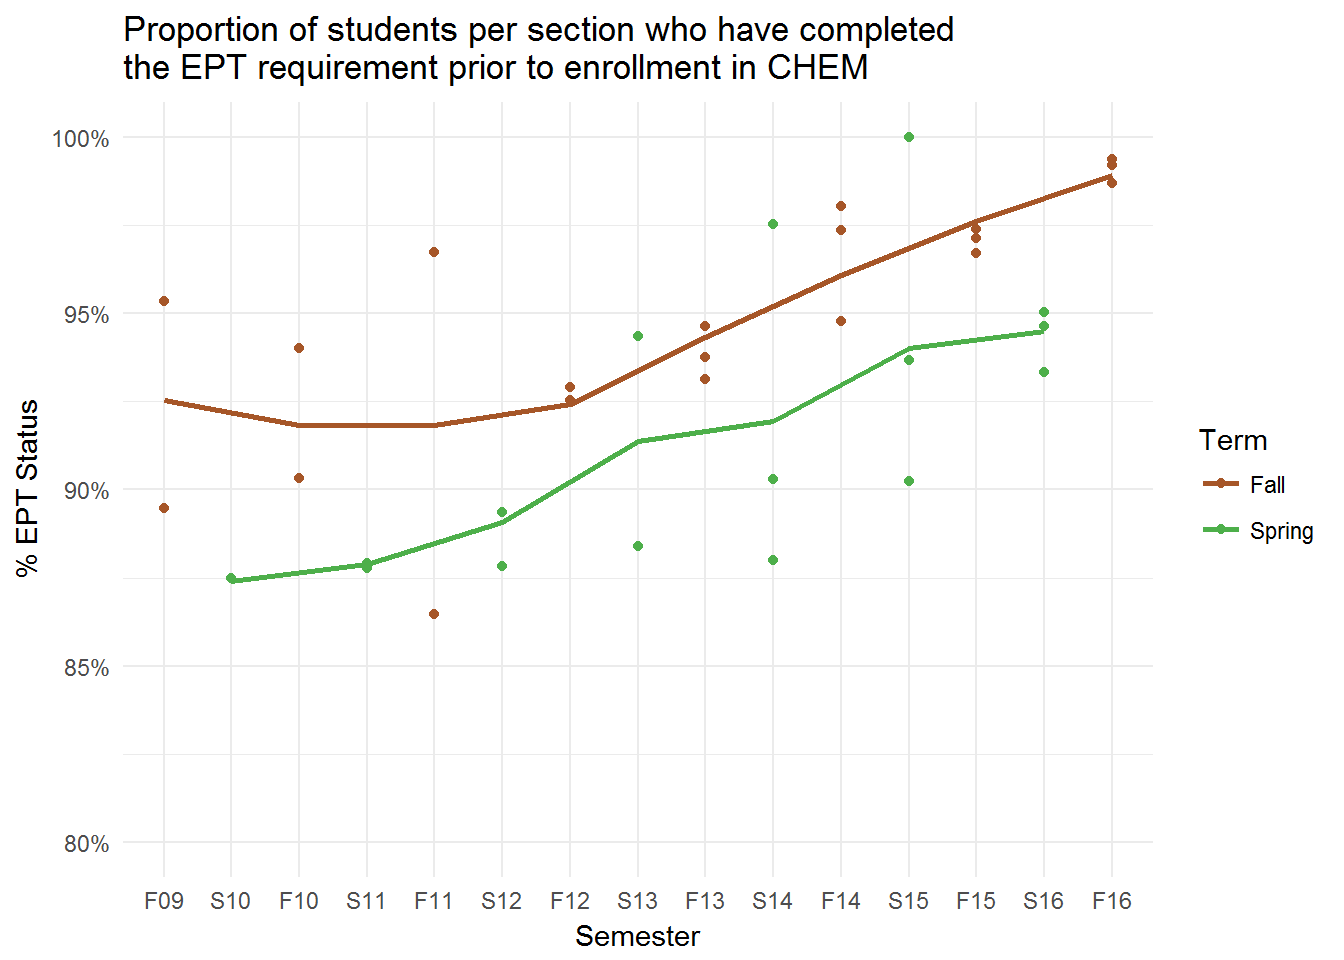 Proportion of students per section who have completed
the EPT requirement prior to enrollment in CHEM
100%
95%
90%
85%
80%
% EPT Status
F09 S10 F10 S11 F11 S12 F12 S13 F13 S14 F14 S15 F15 S16 F16
Semester
Term
Fall
Spring